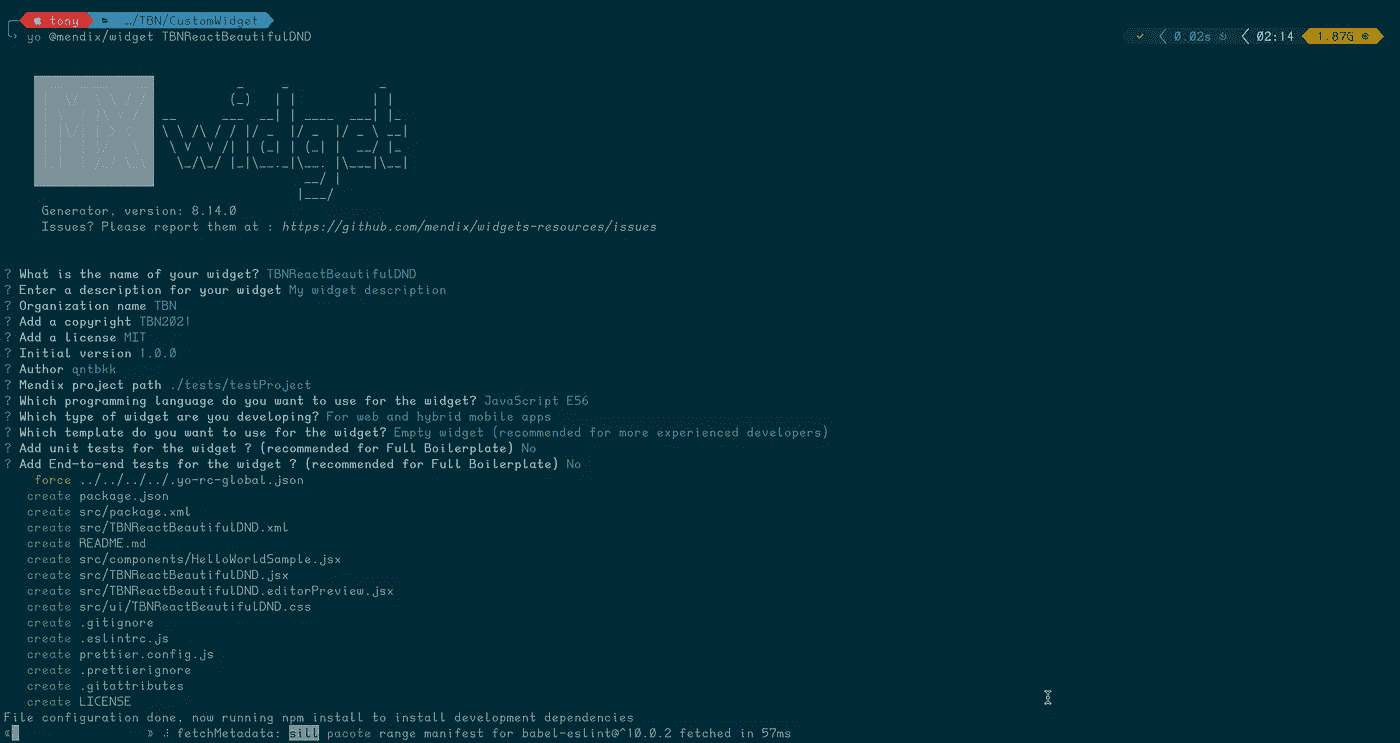 tony …/TBN/CustomWidget
yo @mendix/widget TBNReactBeautifulDND
0.02s 02:14 1.87G
MX widget
Generator, version: 8.14.0
Issues? Please report them at : https://github.com/mendix/widgets-resources/issues
? What is the name of your widget? TBNReactBeautifulDND
? Enter a description for your widget My widget description
? Organization name TBN
? Add a copyright TBN2021
? Add a license MIT
? Initial version 1.0.0
? Author qntbkk
? Mendix project path ./tests/testProject
? Which programming language do you want to use for the widget? JavaScript ES6
? Which type of widget are you developing? For web and hybrid mobile apps
? Which template do you want to use for the widget? Empty widget (recommended for more experienced developers)
? Add unit tests for the widget ? (recommended for Full Boilerplate) No
? Add End-to-end tests for the widget ? (recommended for Full Boilerplate) No
force ../../../../.yo-rc-global.json
create package.json
create src/package.xml
create src/TBNReactBeautifulDND.xml
create README.md
create src/components/HelloWorldSample.jsx
create src/TBNReactBeautifulDND.jsx
create src/TBNReactBeautifulDND.editorPreview.jsx
create src/ui/TBNReactBeautifulDND.css
create .gitignore
create .eslintrc.js
create prettier.config.js
create .prettierignore
create .gitattributes
create LICENSE
File configuration done, now running npm install to install development dependencies
fetchMetadata: sill pacote range manifest for babel-eslint@^10.0.2 fetched in 57ms